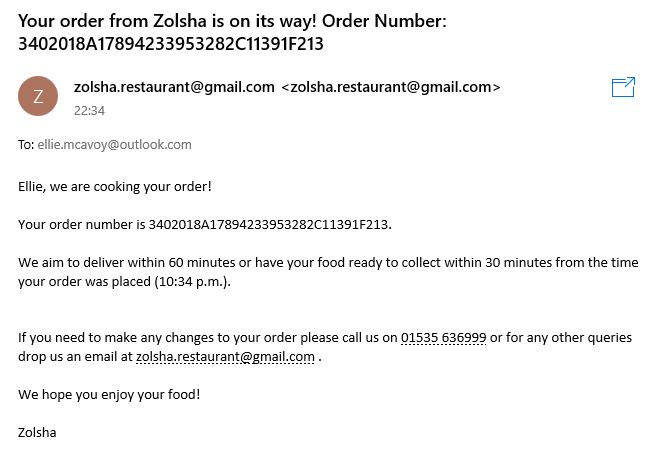 Your order from Zolsha is on its way! Order Number:
3402018A17894233953282C11391F213
Z
zolsha.restaurant@gmail.com <zolsha.restaurant@gmail.com>
22:34
To: ellie.mcavoy@outlook.com
Ellie, we are cooking your order!
Your order number is 3402018A17894233953282C11391F213.
We aim to deliver within 60 minutes or have your food ready to collect within 30 minutes from the time
your order was placed (10:34 p.m.).
If you need to make any changes to your order please call us on 01535 636999 or for any other queries
drop us an email at zolsha.restaurant@gmail.com .
We hope you enjoy your food!
Zolsha